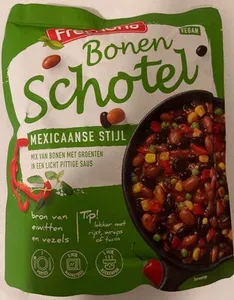 Bonen
VEGAN
Schotel
MEXICAANSE STIJL
MIX VAN BONEN MET GROENTEN
IN EEN LICHT PITTIGE SAUS
bron van
eiwitten
en vezels
Tip!
lekker met
rijst, wraps
of tortilla